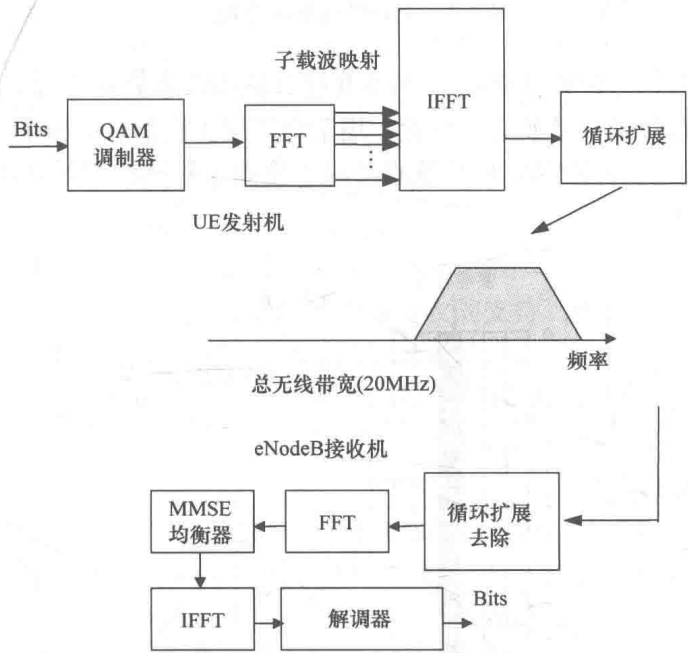 子载波映射
Bits
QAM
调制器
FFT
IFFT
循环扩展
UE发射机
频率
总无线带宽(20MHz)
eNodeB接收机
MMSE
均衡器
FFT
循环扩展
去除
IFFT
解调器
Bits